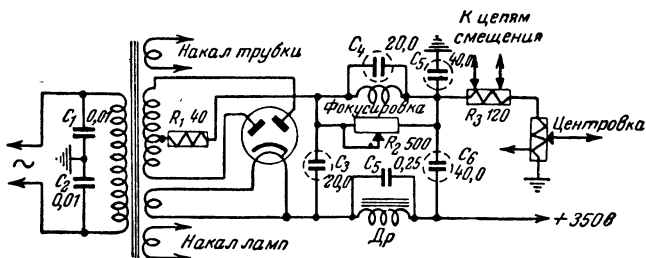 К цепям
смещения
Накал трубки
C4
20,0
C5
40,0
C1
0,01
R1 40
Фокусировка
R3 120
Центровка
~
R2 500
C2
0,01
C3
20,0
C5
0,25
C6
40,0
Накал ламп
Др
+350в